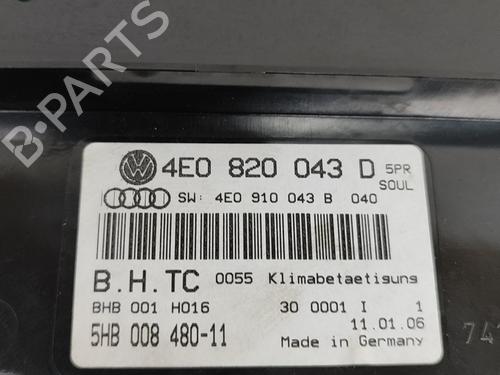 B-PARTS
4E0 820 043 D 5PR
SOUL
SW: 4E0 910 043 B 040
B.H.TC 0055 Klimabetaetisuns
BHB 001 H016 30 0001 I 1
5HB 008 480-11 11.01.06
Made in Germany
74